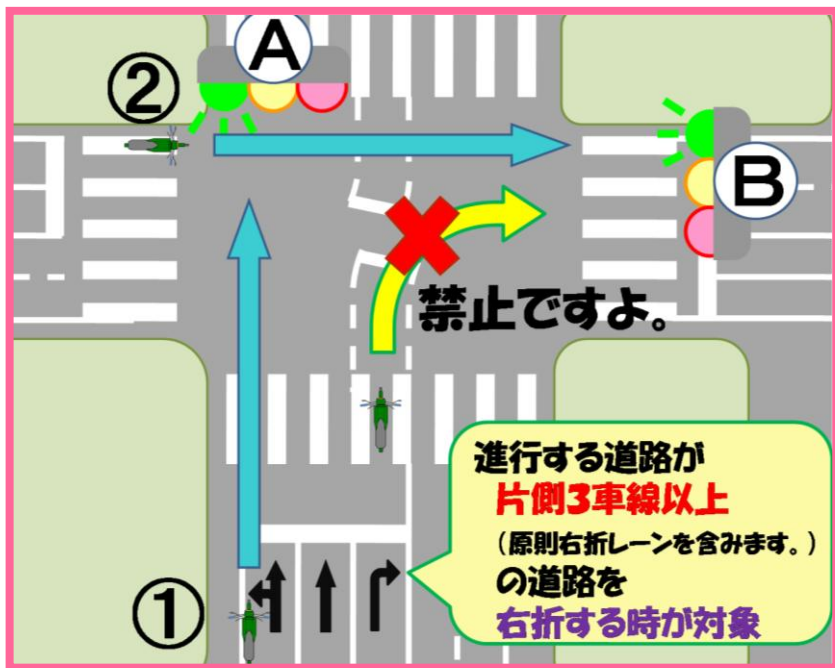 A
②
B
禁止ですよ。
進行する道路が
片側3車線以上
(原則右折レーンを含みます。)
の道路を
右折する時が対象
①